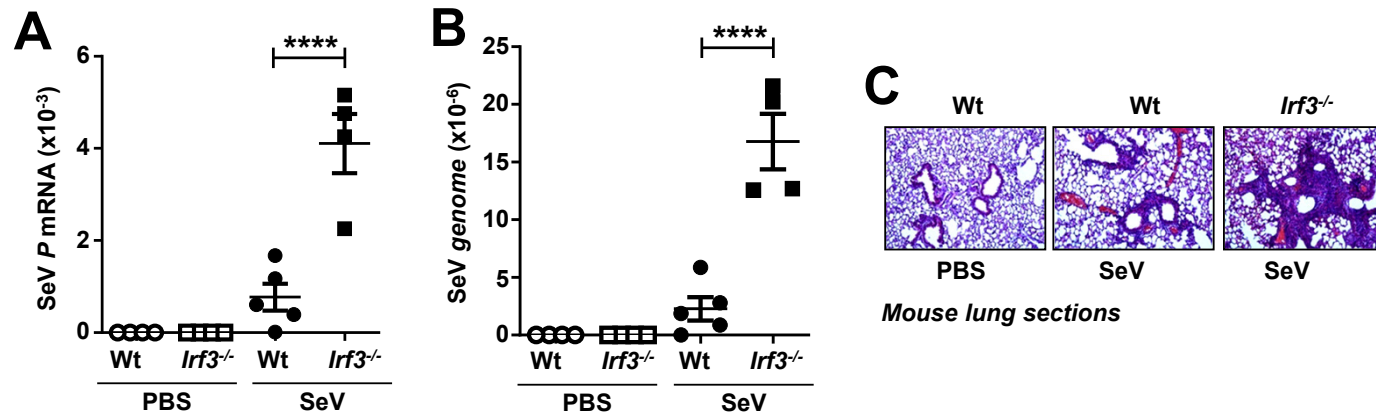 A
SeV P mRNA (x10-3)
6
4
2
0
****
Wt Irf3-/- Wt Irf3-/-
PBS SeV
B
SeV genome (x10-6)
25
20
15
10
5
0
****
Wt Irf3-/- Wt Irf3-/-
PBS SeV
C
Wt Wt Irf3-/-
PBS SeV SeV
Mouse lung sections